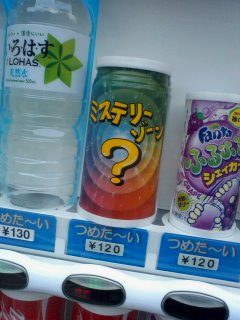 いろはす
I LOHAS
天然水
ミステリー
ゾーン
?
Fanta
ふるふる
シェイカー
つめた〜い
¥130
つめた〜い
¥120
つめた〜い
¥120